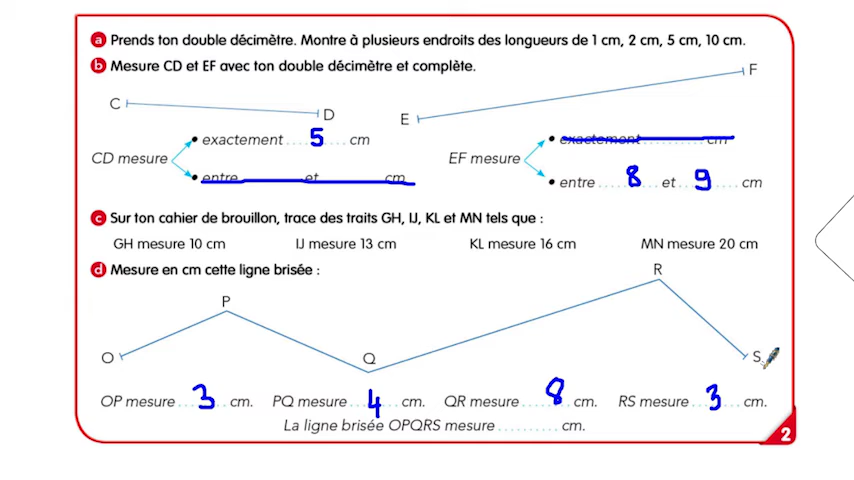 a Prends ton double décimètre. Montre à plusieurs endroits des longueurs de 1 cm, 2 cm, 5 cm, 10 cm.
b Mesure CD et EF avec ton double décimètre et complète.
C D E F
• exactement ....5.... cm • exactement .......... cm
CD mesure EF mesure
• entre .......... et .......... cm • entre ....8.... et ...9.... cm
c Sur ton cahier de brouillon, trace des traits GH, IJ, KL et MN tels que :
GH mesure 10 cm IJ mesure 13 cm KL mesure 16 cm MN mesure 20 cm
d Mesure en cm cette ligne brisée :
O P Q R S
OP mesure ...3.... cm. PQ mesure ...4.... cm. QR mesure ....8.... cm. RS mesure ...3.... cm.
La ligne brisée OPQRS mesure .......... cm.
2